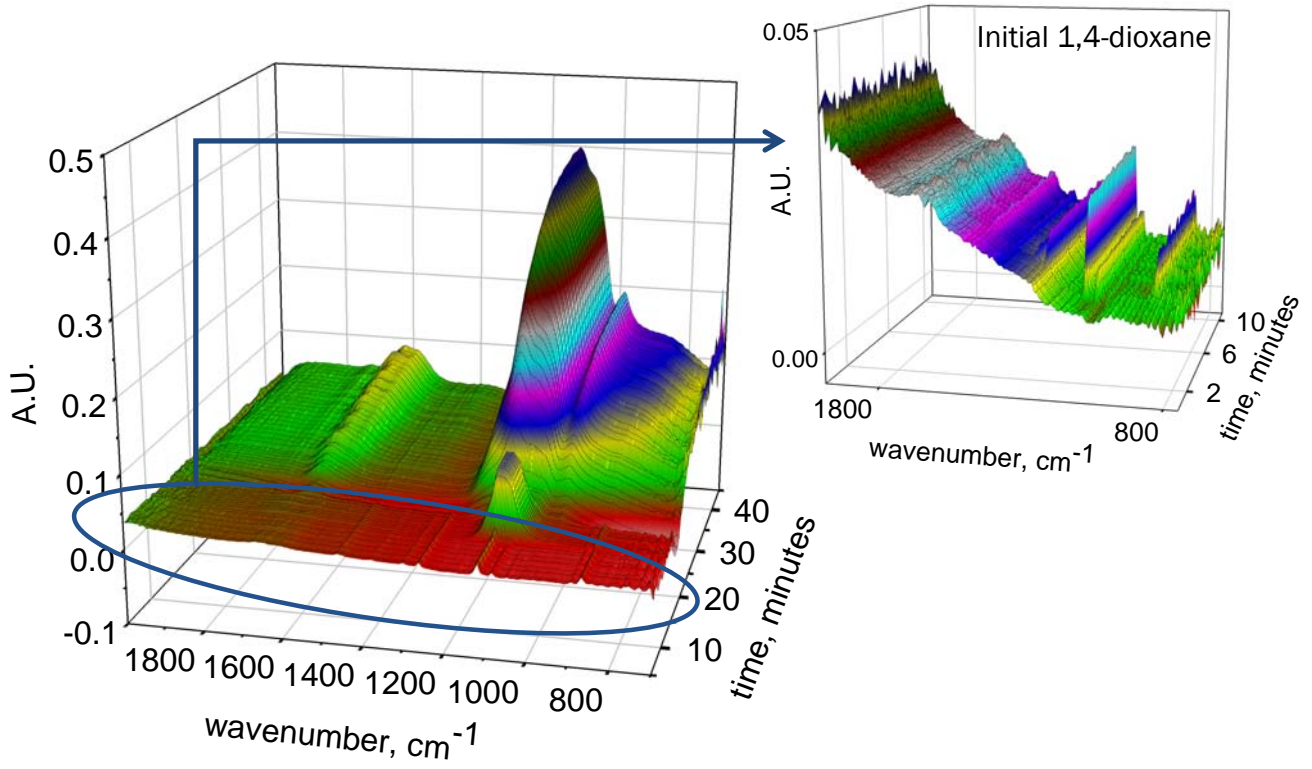 0.5
0.4
0.3
0.2
0.1
0.0
-0.1
A.U.
1800 1600 1400 1200 1000 800
wavenumber, cm-1
10
20
30
40
time, minutes
Initial 1,4-dioxane
0.05
0.00
A.U.
1800
800
wavenumber, cm-1
2
6
10
time, minutes